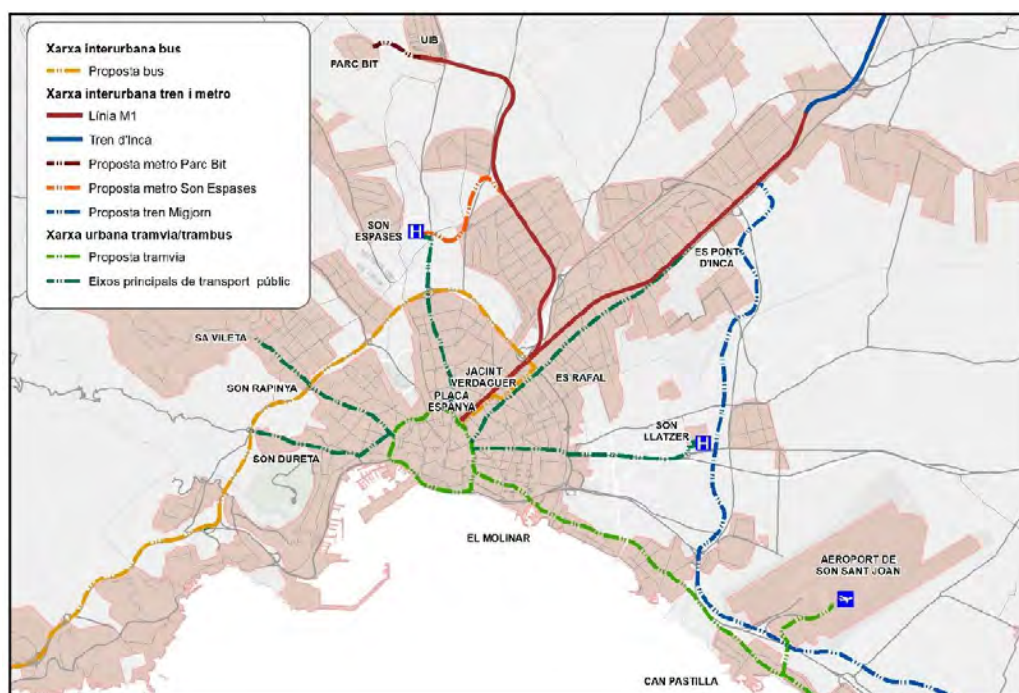 Xarxa interurbana bus
Proposta bus
Xarxa interurbana tren i metro
Línia M1
Tren d'Inca
Proposta metro Parc Bit
Proposta metro Son Espases
Proposta tren Migjorn
Xarxa urbana tramvia/trambus
Proposta tramvia
Eixos principals de transport públic
UIB
PARC BIT
SON
ESPASES
H
ES PONT
D'INCA
SA VILETA
SON RAPINYA
JACINT
VERDAGUER
ES RAFAL
PLAÇA
ESPANYA
SON
LLATZER
H
SON DURETA
EL MOLINAR
AEROPORT DE
SON SANT JOAN
CAN PASTILLA